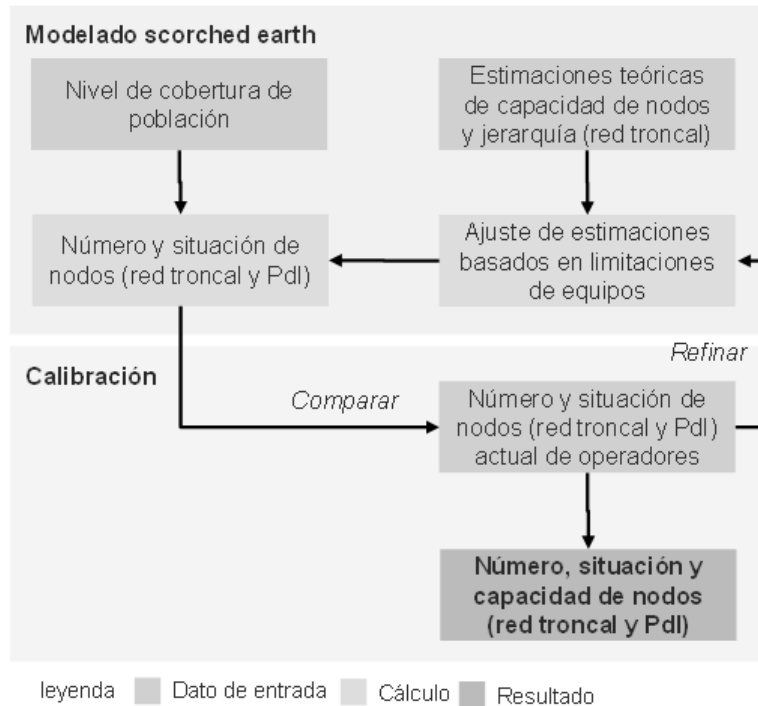 Modelado scorched earth
Nivel de cobertura de
población
Estimaciones teóricas
de capacidad de nodos
y jerarquía (red troncal)
Número y situación de
nodos (red troncal y PdI)
Ajuste de estimaciones
basados en limitaciones
de equipos
Refinar
Calibración
Comparar
Número y situación de
nodos (red troncal y PdI)
actual de operadores
Número, situación y
capacidad de nodos
(red troncal y PdI)
leyenda Dato de entrada Cálculo Resultado